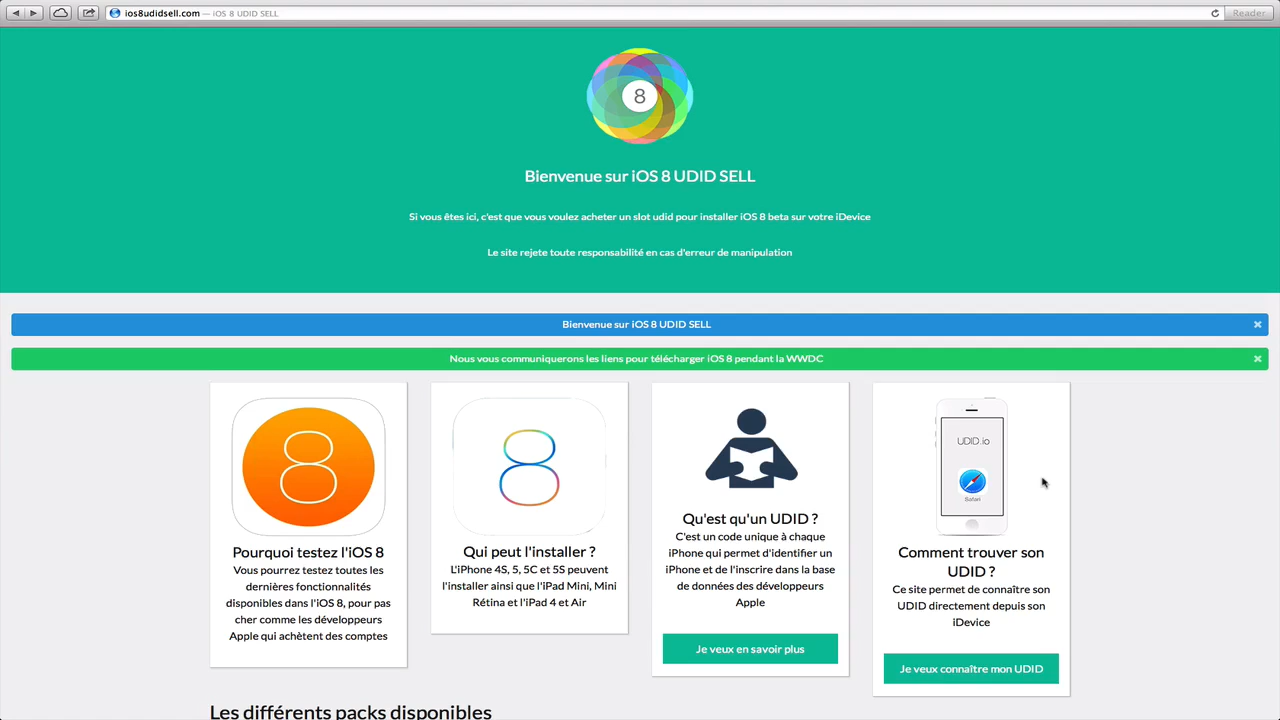 ios8udidsell.com — iOS 8 UDID SELL
Reader
8
Bienvenue sur iOS 8 UDID SELL
Si vous êtes ici, c'est que vous voulez acheter un slot udid pour installer iOS 8 beta sur votre iDevice
Le site rejete toute responsabilité en cas d'erreur de manipulation
Bienvenue sur iOS 8 UDID SELL
Nous vous communiquerons les liens pour télécharger iOS 8 pendant la WWDC
8
Pourquoi testez l'iOS 8
Vous pourrez testez toutes les
dernières fonctionnalités
disponibles dans l'iOS 8, pour pas
cher comme les développeurs
Apple qui achètent des comptes
8
Qui peut l'installer ?
L'iPhone 4S, 5, 5C et 5S peuvent
l'installer ainsi que l'iPad Mini, Mini
Rétina et l'iPad 4 et Air
Qu'est qu'un UDID ?
C'est un code unique à chaque
iPhone qui permet d'identifier un
iPhone et de l'inscrire dans la base
de données des développeurs
Apple
Je veux en savoir plus
UDID.io
Safari
Comment trouver son
UDID ?
Ce site permet de connaître son
UDID directement depuis son
iDevice
Je veux connaître mon UDID
Les différents packs disponibles